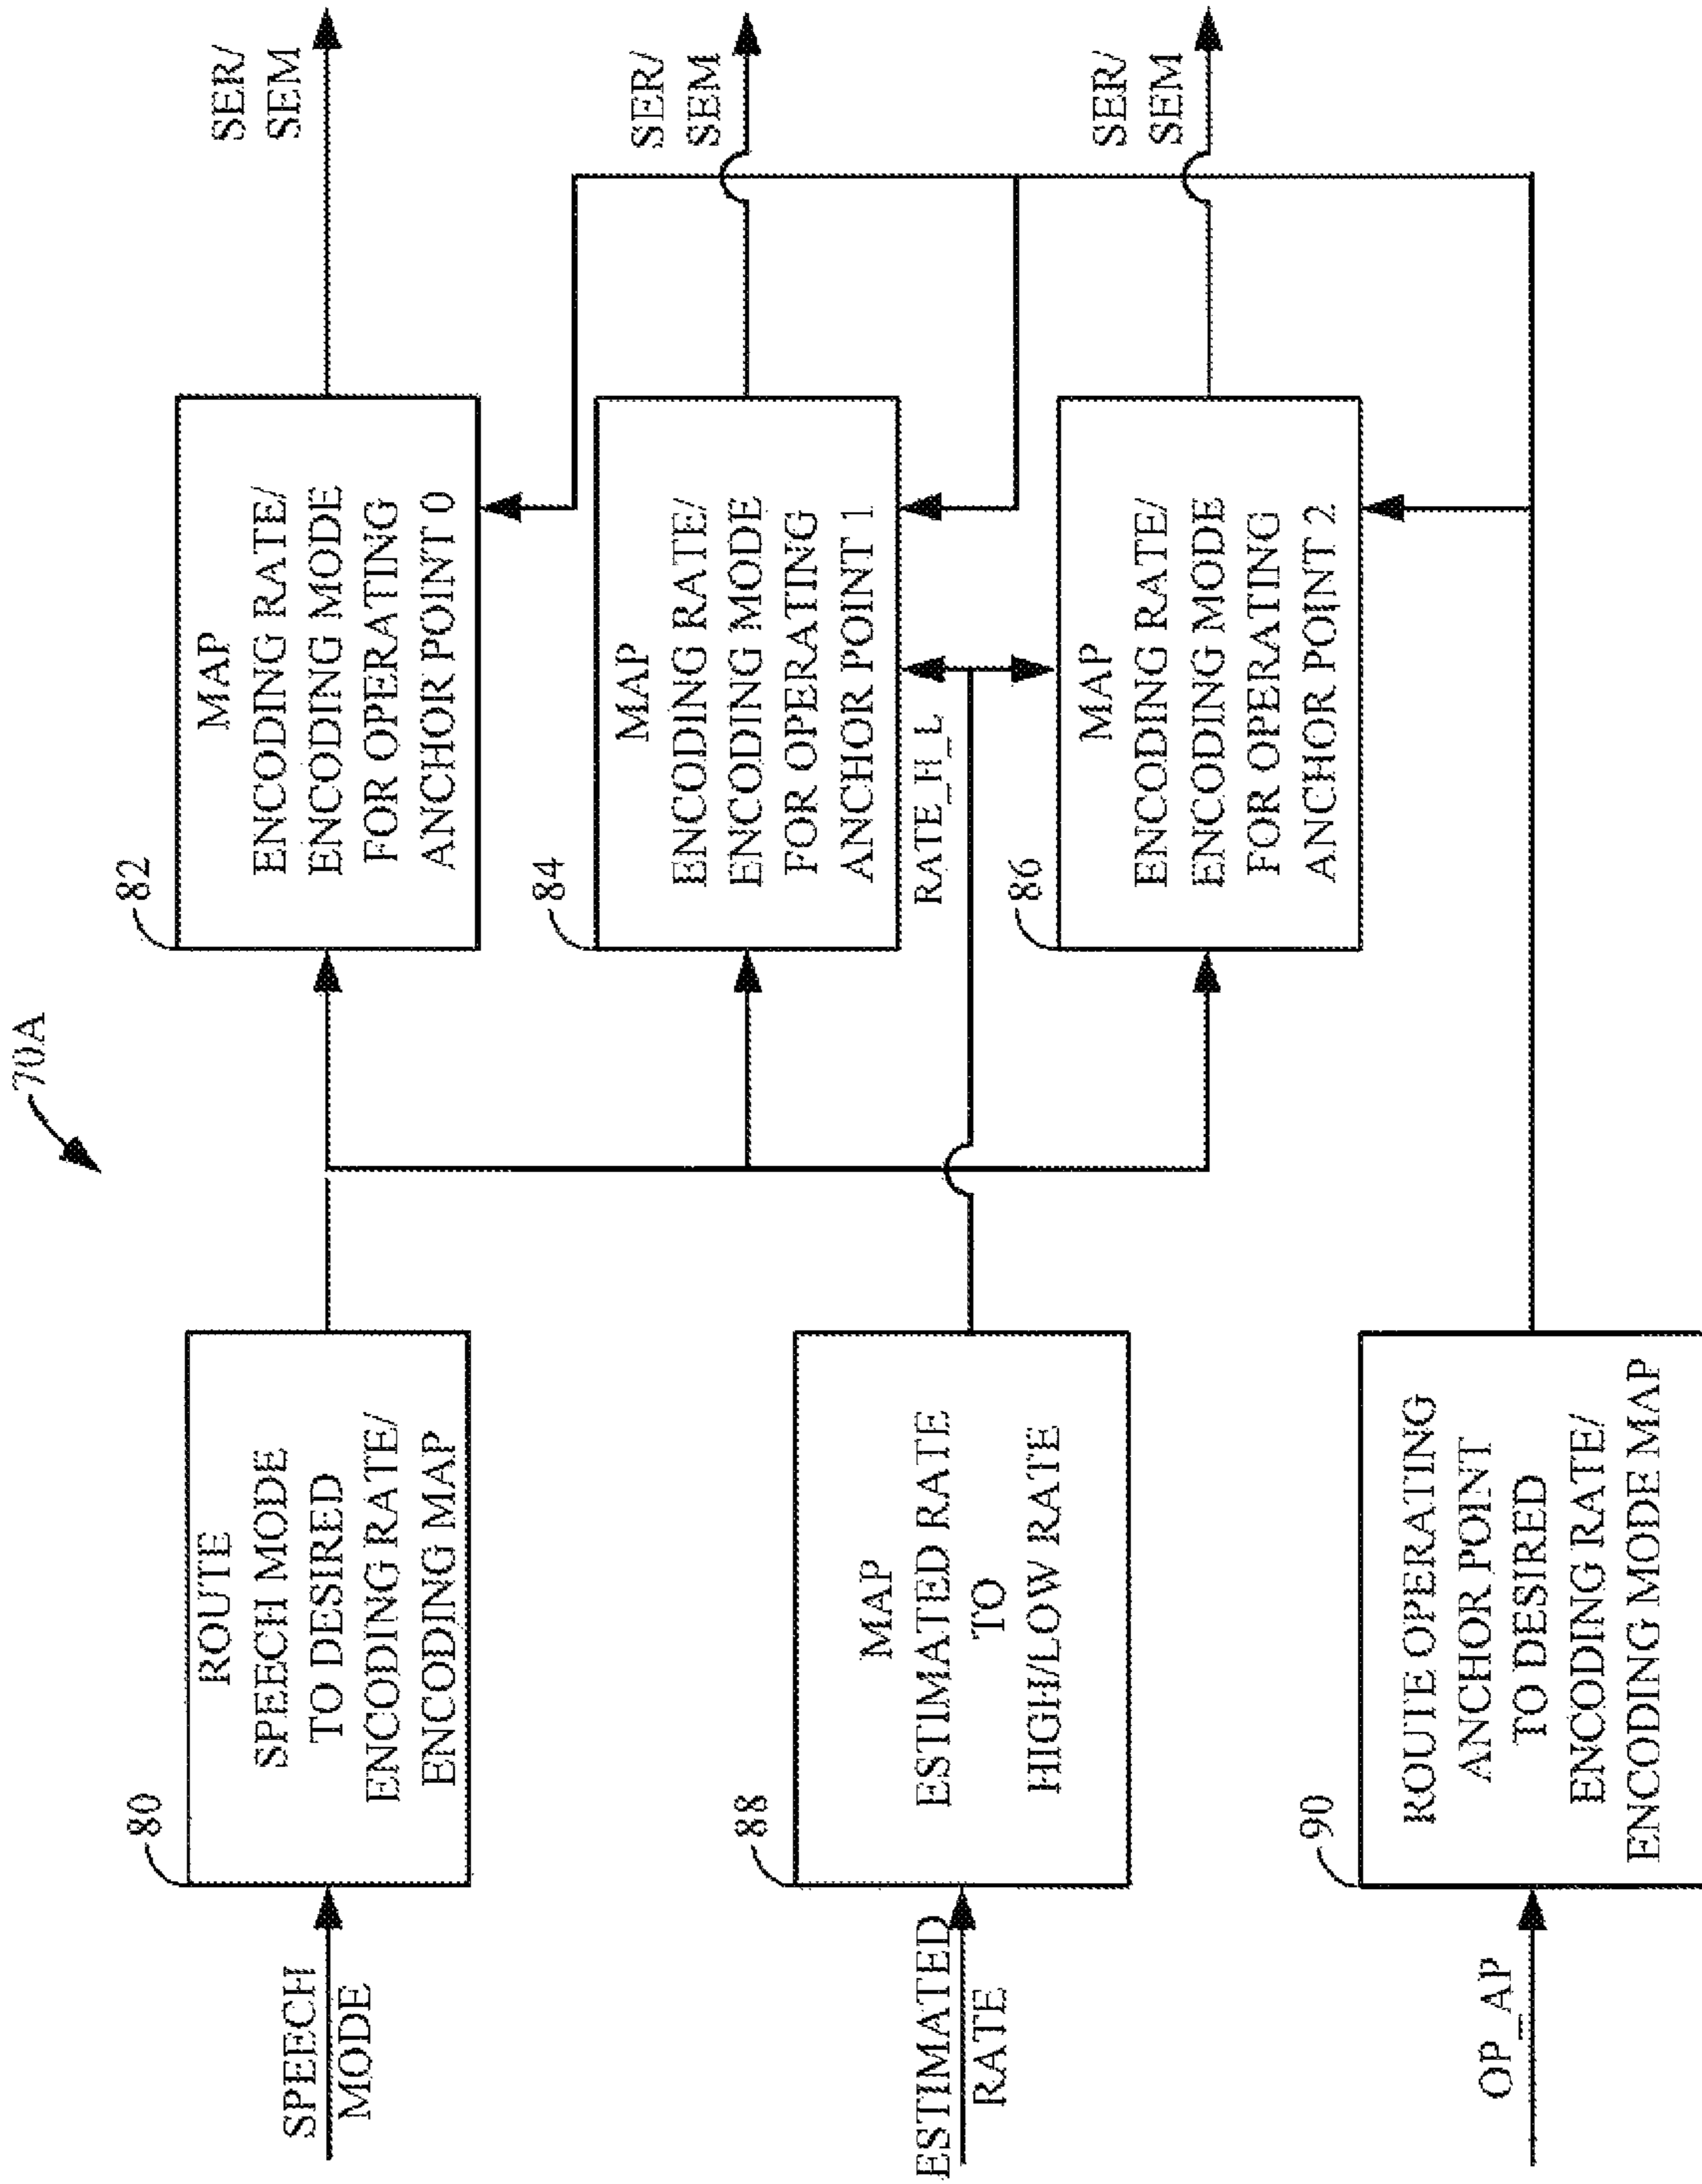 70A
SPEECH
MODE
80
ROUTE
SPEECH MODE
TO DESIRED
ENCODING RATE/
ENCODING MAP
82
MAP
ENCODING RATE/
ENCODING MODE
FOR OPERATING
ANCHOR POINT 0
SER/
SEM
84
MAP
ENCODING RATE/
ENCODING MODE
FOR OPERATING
ANCHOR POINT 1
SER/
SEM
ESTIMATED
RATE
88
MAP
ESTIMATED RATE
TO
HIGH/LOW RATE
RATE_H_L
86
MAP
ENCODING RATE/
ENCODING MODE
FOR OPERATING
ANCHOR POINT 2
SER/
SEM
OP_AP
90
ROUTE OPERATING
ANCHOR POINT
TO DESIRED
ENCODING RATE/
ENCODING MODE MAP